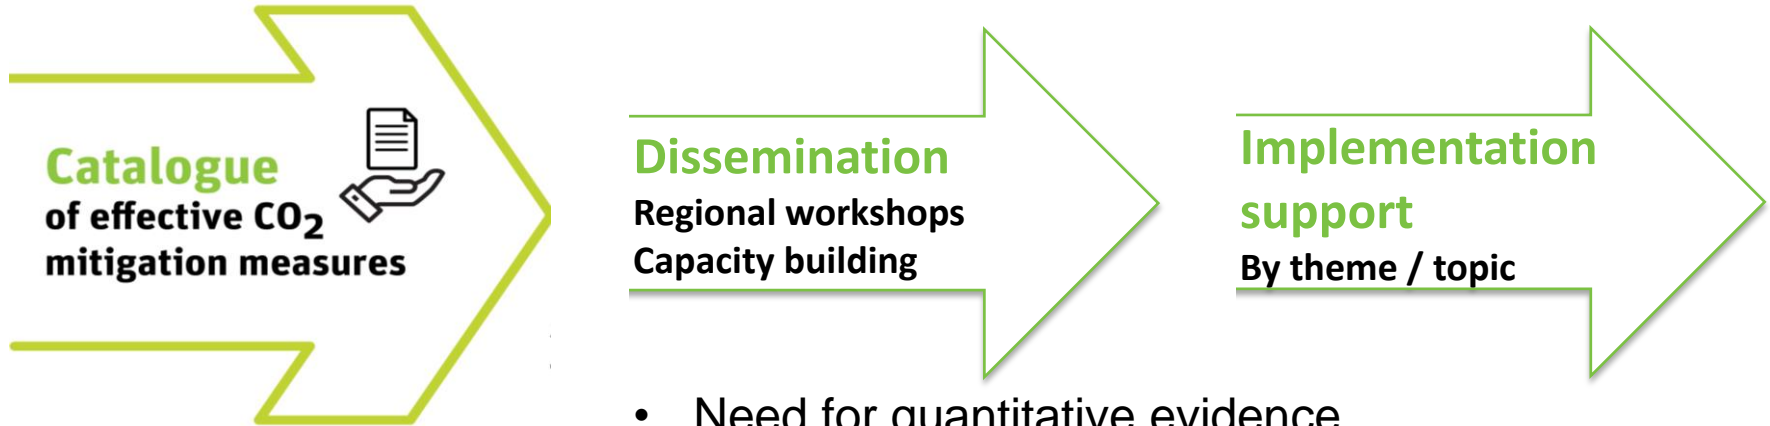 Catalogue
of effective CO₂
mitigation measures
Dissemination
Regional workshops
Capacity building
Implementation
support
By theme / topic
• Need for quantitative evidence